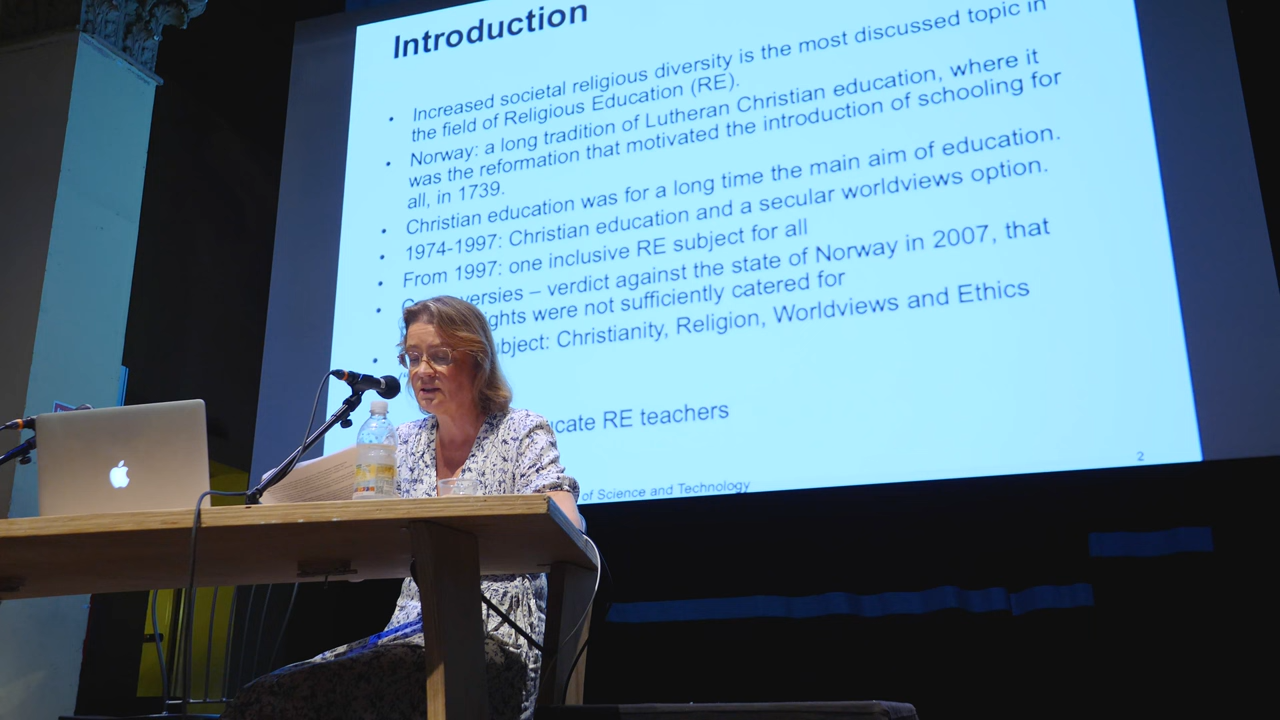 Introduction
• Increased societal religious diversity is the most discussed topic in
the field of Religious Education (RE).
• Norway: a long tradition of Lutheran Christian education, where it
was the reformation that motivated the introduction of schooling for
all, in 1739.
• Christian education was for a long time the main aim of education.
• 1974-1997: Christian education and a secular worldviews option.
• From 1997: one inclusive RE subject for all
• verdict against the state of Norway in 2007, that
were not sufficiently catered for
• Christianity, Religion, Worldviews and Ethics
RE teachers
of Science and Technology
2